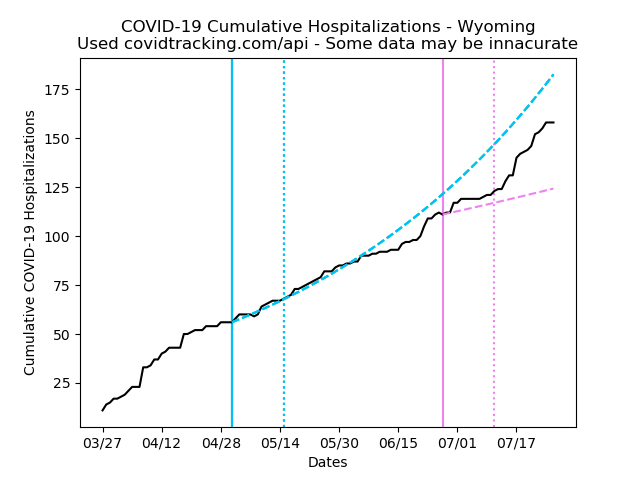 COVID-19 Cumulative Hospitalizations - Wyoming
Used covidtracking.com/api - Some data may be innacurate
Cumulative COVID-19 Hospitalizations
175
150
125
100
75
50
25
03/27 04/12 04/28 05/14 05/30 06/15 07/01 07/17
Dates